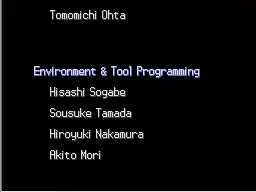 Tomomichi Ohta
Environment & Tool Programming
Hisashi Sogabe
Sousuke Tamada
Hiroyuki Nakamura
Akito Mori